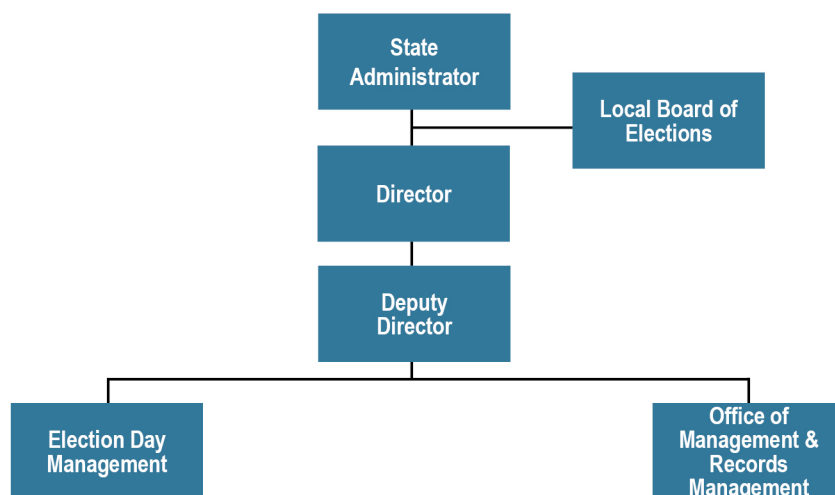 State
Administrator
Local Board of
Elections
Director
Deputy
Director
Election Day
Management
Office of
Management &
Records
Management